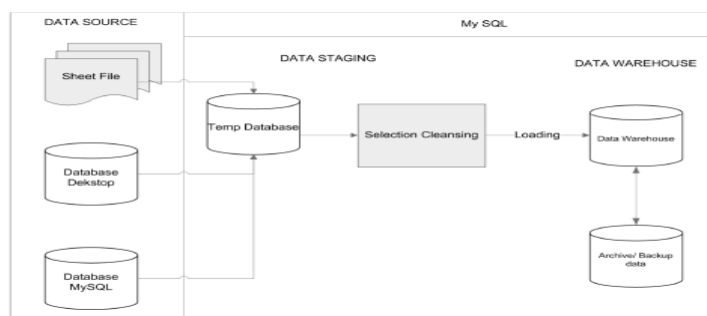 DATA SOURCE
My SQL
DATA STAGING
DATA WAREHOUSE
Sheet File
Temp Database
Selection Cleansing
Loading
Data Warehouse
Database
Dekstop
Database
MySQL
Archive/ Backup
data